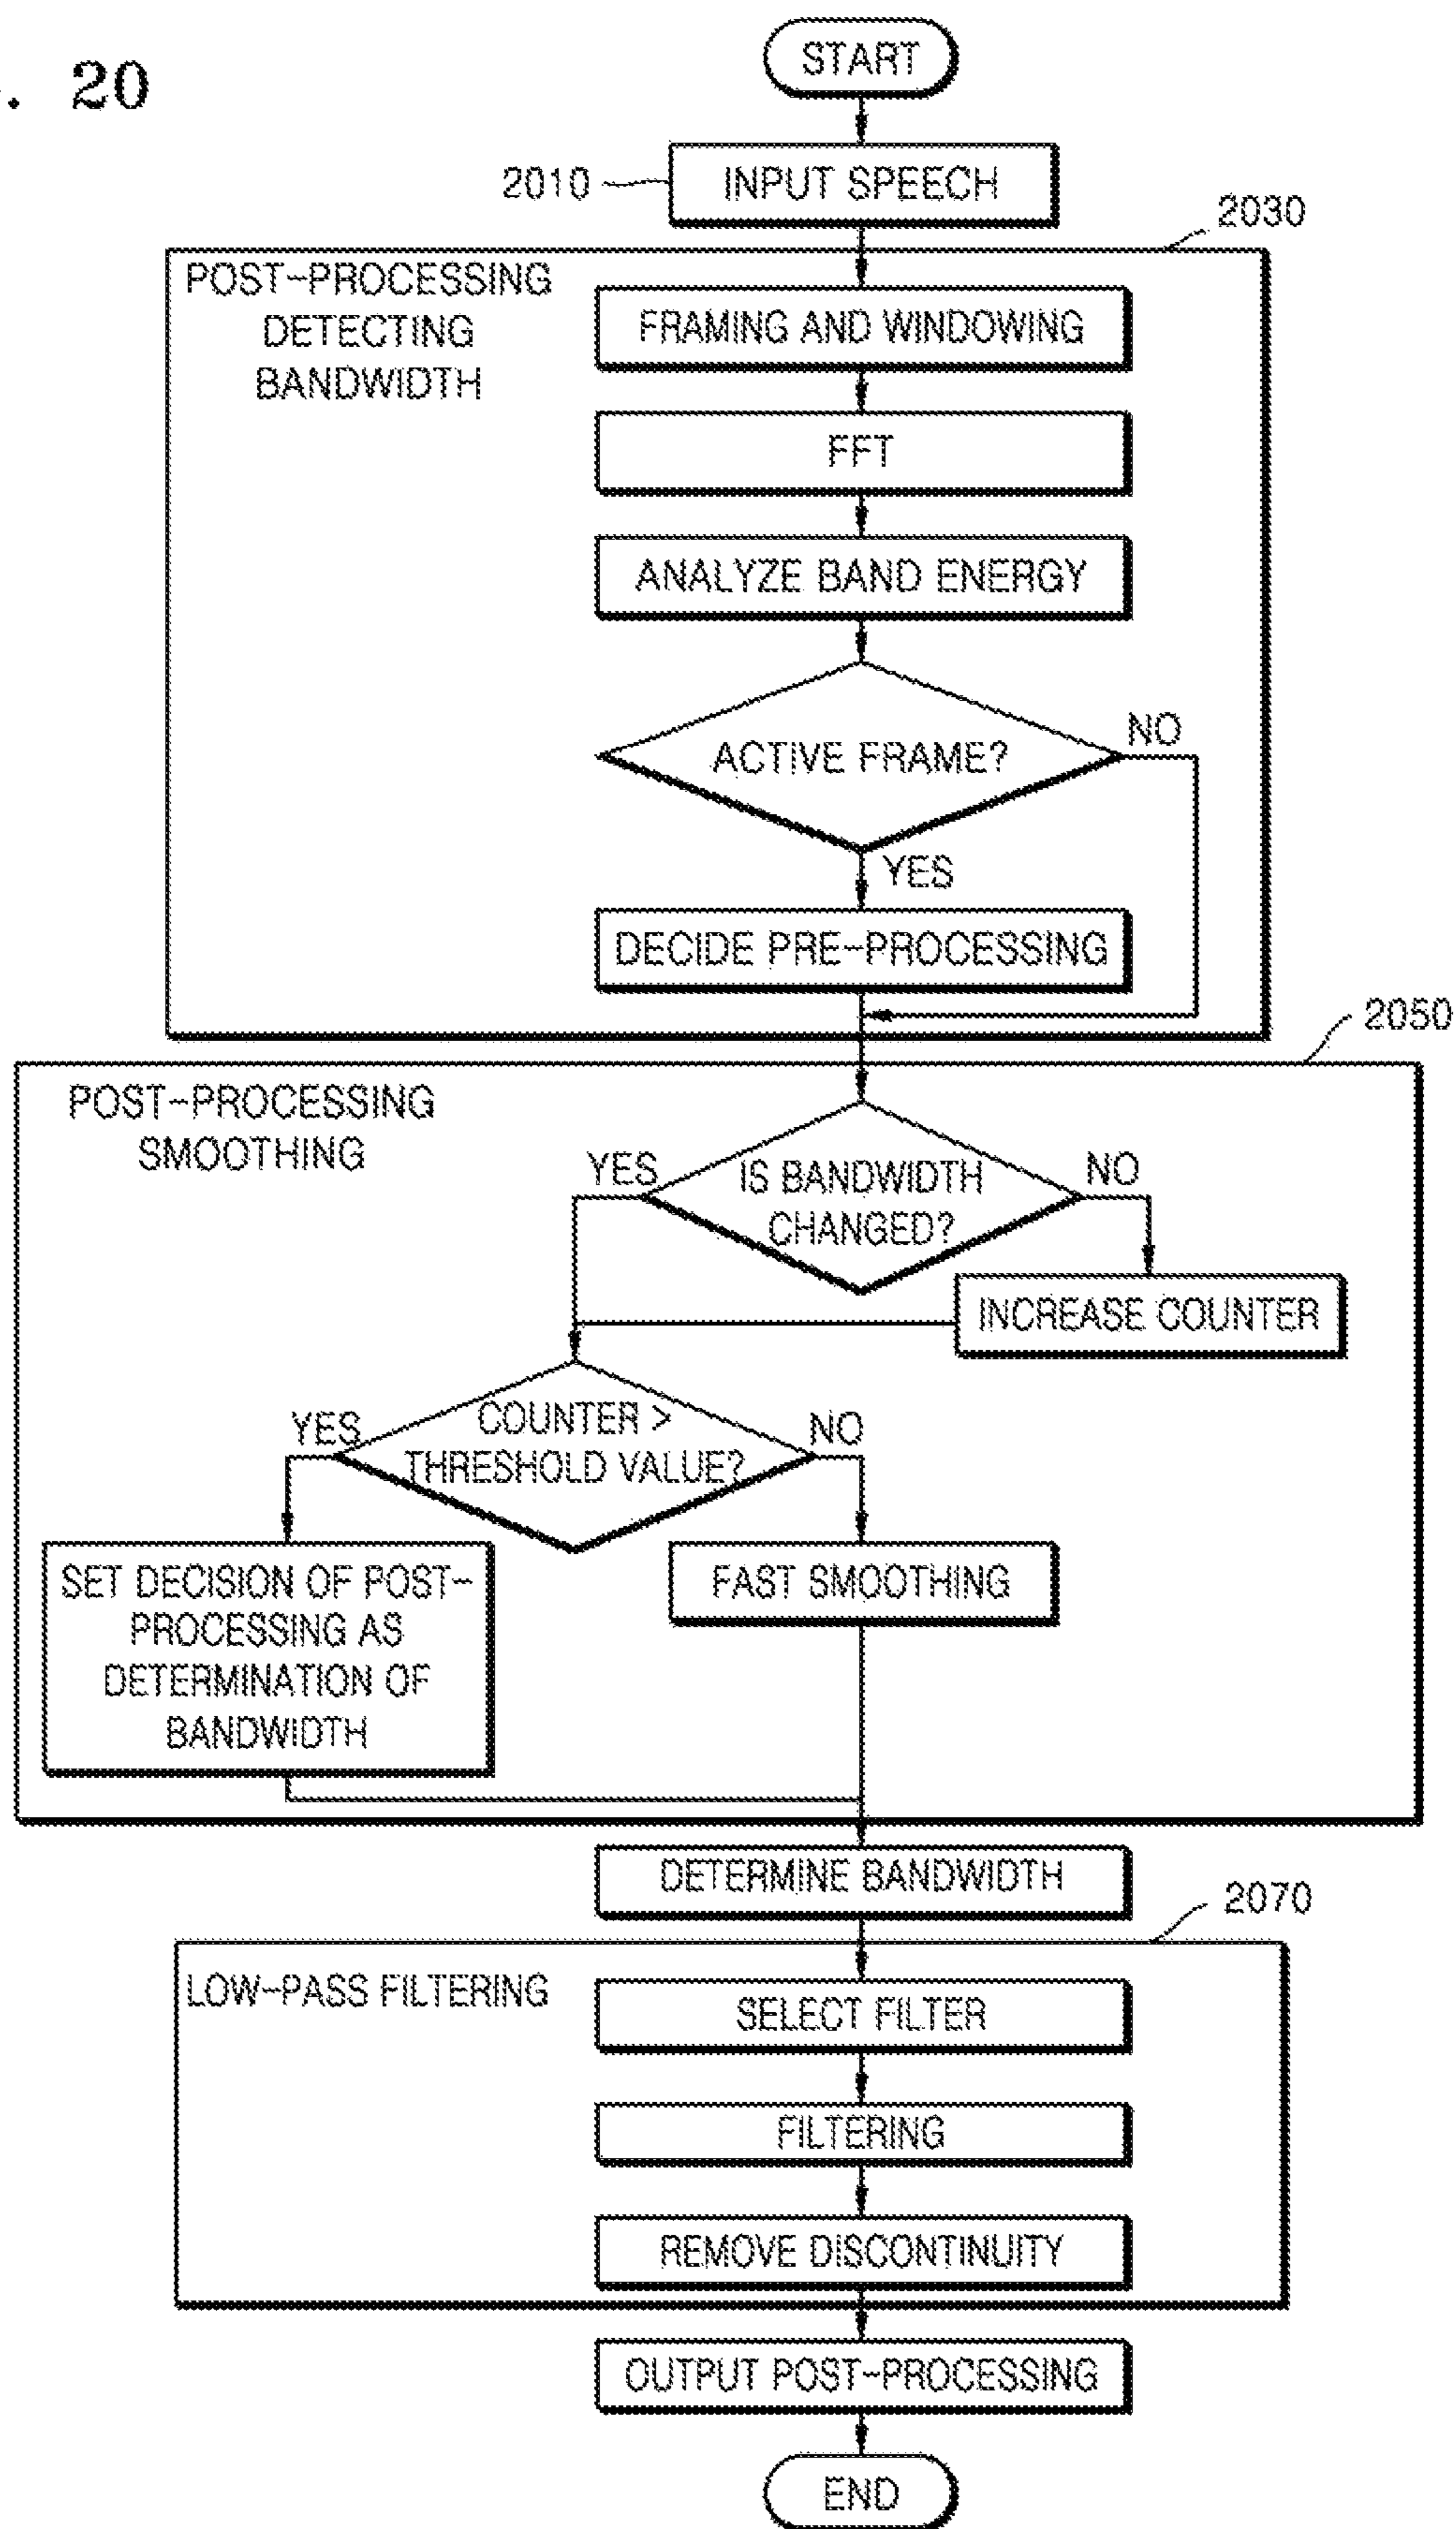 . 20
START
2010
INPUT SPEECH
2030
POST-PROCESSING
DETECTING
BANDWIDTH
FRAMING AND WINDOWING
FFT
ANALYZE BAND ENERGY
ACTIVE FRAME?
NO
YES
DECIDE PRE-PROCESSING
2050
POST-PROCESSING
SMOOTHING
YES
IS BANDWIDTH
CHANGED?
NO
INCREASE COUNTER
YES
COUNTER >
THRESHOLD VALUE?
NO
SET DECISION OF POST-
PROCESSING AS
DETERMINATION OF
BANDWIDTH
FAST SMOOTHING
DETERMINE BANDWIDTH
2070
LOW-PASS FILTERING
SELECT FILTER
FILTERING
REMOVE DISCONTINUITY
OUTPUT POST-PROCESSING
END